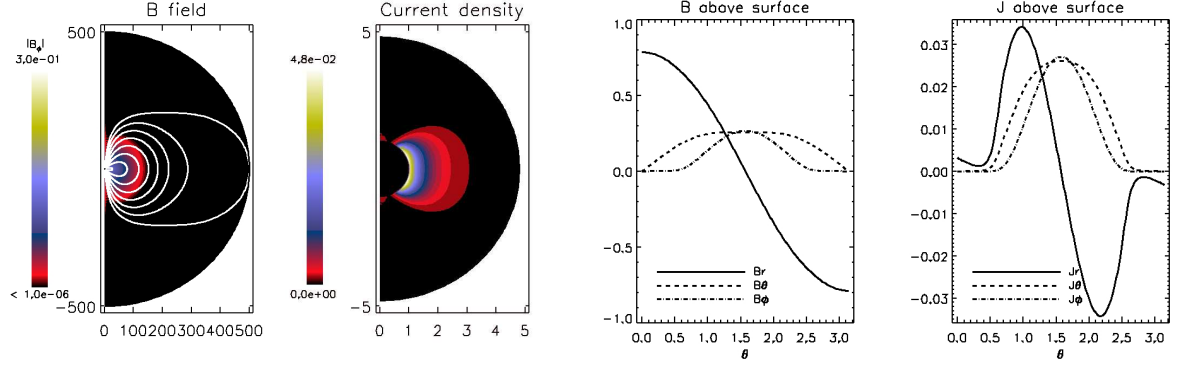 B field
|Bϕ|
3,0e-01
< 1,0e-06
500
-500
0 100200300400500
Current density
4,8e-02
0,0e+00
5
-5
0 1 2 3 4 5
B above surface
1.0
0.5
0.0
-0.5
-1.0
Br
Bθ
Bϕ
0.0 0.5 1.0 1.5 2.0 2.5 3.0
θ
J above surface
0.03
0.02
0.01
0.00
-0.01
-0.02
-0.03
Jr
Jθ
Jϕ
0.0 0.5 1.0 1.5 2.0 2.5 3.0
θ